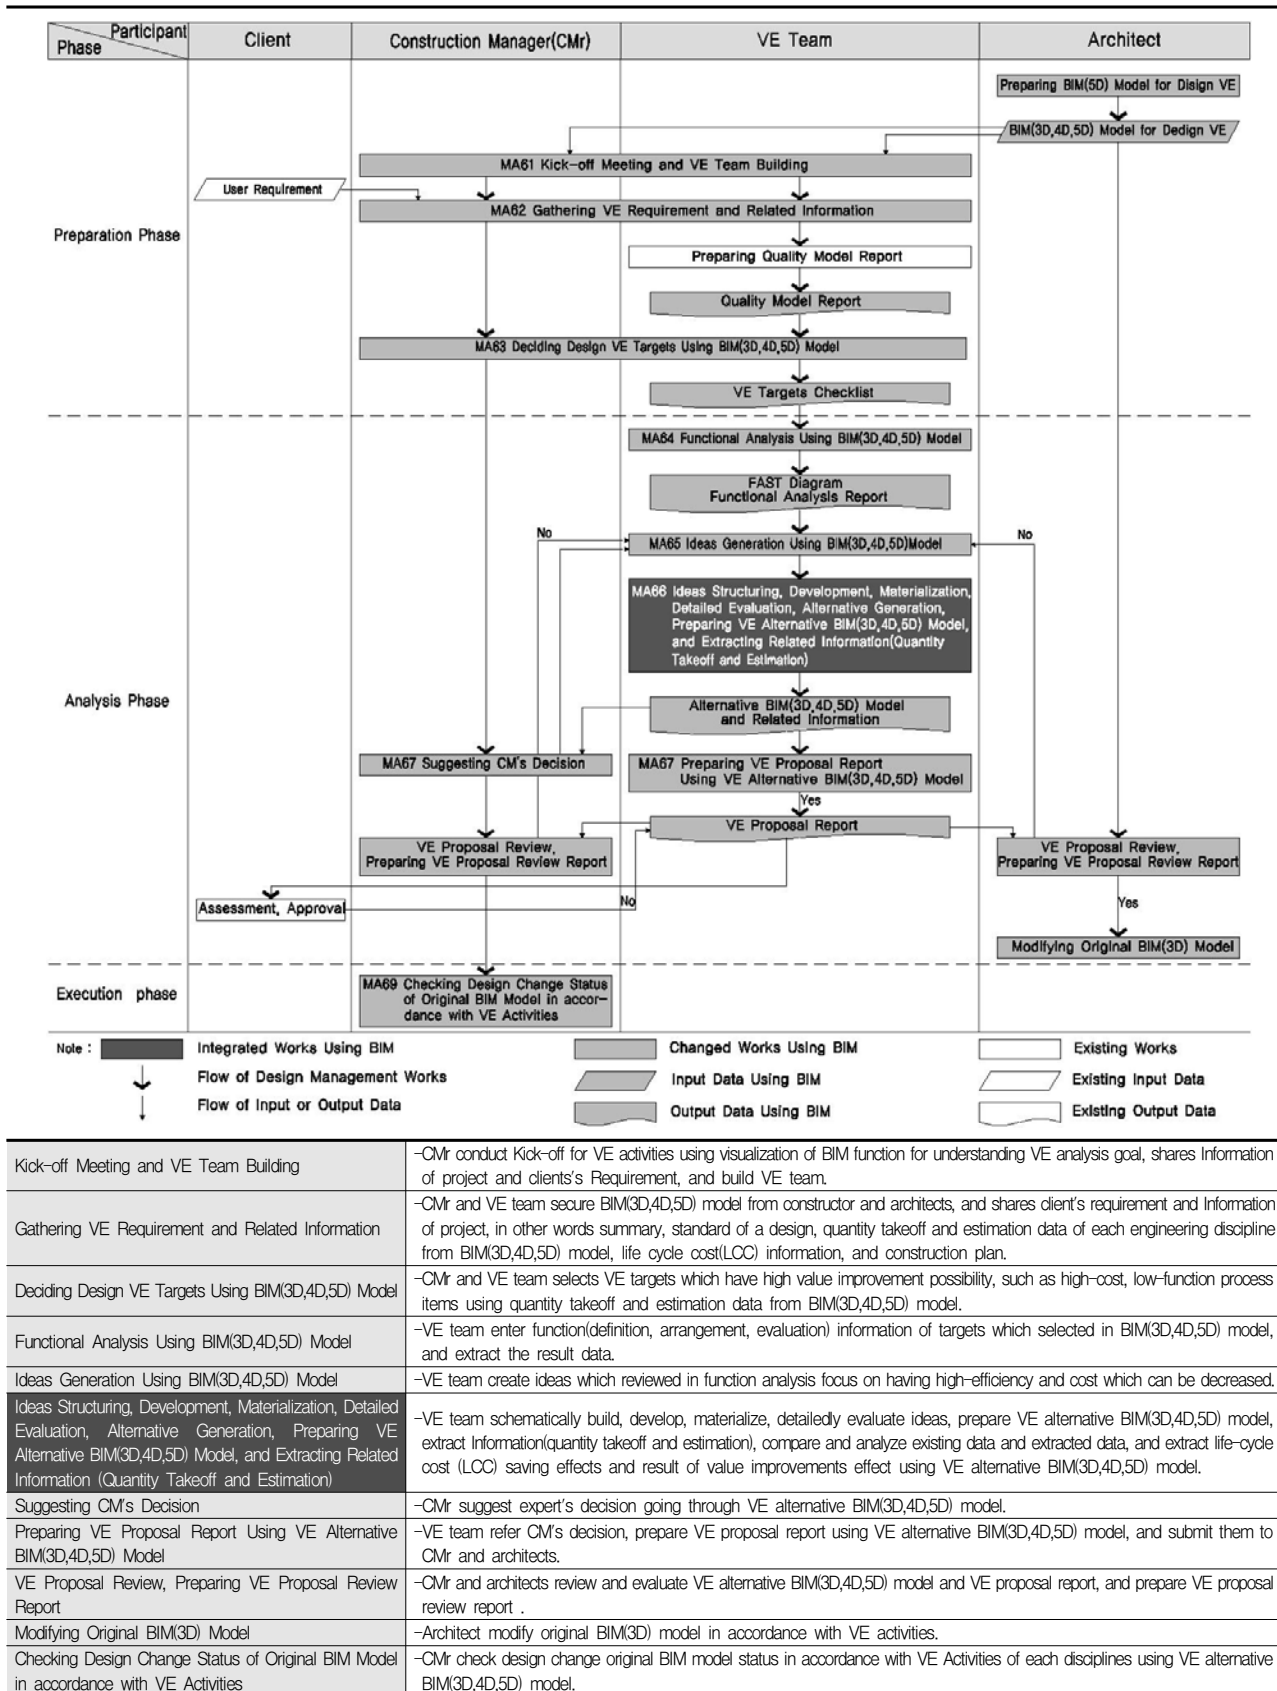 Participant
Phase
Client
Construction Manager(CMr)
VE Team
Architect
Preparing BIM(5D) Model for Disign VE
BIM(3D,4D,5D) Model for Dedign VE
MA61 Kick-off Meeting and VE Team Building
User Requirement
MA62 Gathering VE Requirement and Related Information
Preparation Phase
Preparing Quality Model Report
Quality Model Report
MA63 Deciding Design VE Targets Using BIM(3D,4D,5D) Model
VE Targets Checklist
MA64 Functional Analysis Using BIM(3D,4D,5D) Model
FAST Diagram
Functional Analysis Report
No
No
MA65 Ideas Generation Using BIM(3D,4D,5D)Model
MA66 Ideas Structuring, Development, Materialization,
Detailed Evaluation, Alternative Generation,
Preparing VE Alternative BIM(3D,4D,5D) Model,
and Extracting Related Information(Quantity
Takeoff and Estimation)
Analysis Phase
Alternative BIM(3D,4D,5D) Model
and Related Information
MA67 Suggesting CM's Decision
MA67 Preparing VE Proposal Report
Using VE Alternative BIM(3D,4D,5D) Model
Yes
VE Proposal Report
VE Proposal Review,
Preparing VE Proposal Review Report
VE Proposal Review,
Preparing VE Proposal Review Report
Assessment, Approval
No
Yes
Modifying Original BIM(3D) Model
Execution phase
MA69 Checking Design Change Status
of Original BIM Model in accor-
dance with VE Activities
Note :
Integrated Works Using BIM
Changed Works Using BIM
Existing Works
Flow of Design Management Works
Input Data Using BIM
Existing Input Data
Flow of Input or Output Data
Output Data Using BIM
Existing Output Data
Kick-off Meeting and VE Team Building
-CMr conduct Kick-off for VE activities using visualization of BIM function for understanding VE analysis goal, shares Information
of project and clients's Requirement, and build VE team.
Gathering VE Requirement and Related Information
-CMr and VE team secure BIM(3D,4D,5D) model from constructor and architects, and shares client's requirement and Information
of project, in other words summary, standard of a design, quantity takeoff and estimation data of each engineering discipline
from BIM(3D,4D,5D) model, life cycle cost(LCC) information, and construction plan.
Deciding Design VE Targets Using BIM(3D,4D,5D) Model
-CMr and VE team selects VE targets which have high value improvement possibility, such as high-cost, low-function process
items using quantity takeoff and estimation data from BIM(3D,4D,5D) model.
Functional Analysis Using BIM(3D,4D,5D) Model
-VE team enter function(definition, arrangement, evaluation) information of targets which selected in BIM(3D,4D,5D) model,
and extract the result data.
Ideas Generation Using BIM(3D,4D,5D) Model
-VE team create ideas which reviewed in function analysis focus on having high-efficiency and cost which can be decreased.
Ideas Structuring, Development, Materialization, Detailed
Evaluation, Alternative Generation, Preparing VE
Alternative BIM(3D,4D,5D) Model, and Extracting Related
Information (Quantity Takeoff and Estimation)
-VE team schematically build, develop, materialize, detailedly evaluate ideas, prepare VE alternative BIM(3D,4D,5D) model,
extract Information(quantity takeoff and estimation), compare and analyze existing data and extracted data, and extract life-cycle
cost (LCC) saving effects and result of value improvements effect using VE alternative BIM(3D,4D,5D) model.
Suggesting CM's Decision
-CMr suggest expert's decision going through VE alternative BIM(3D,4D,5D) model.
Preparing VE Proposal Report Using VE Alternative
BIM(3D,4D,5D) Model
-VE team refer CM's decision, prepare VE proposal report using VE alternative BIM(3D,4D,5D) model, and submit them to
CMr and architects.
VE Proposal Review, Preparing VE Proposal Review
Report
-CMr and architects review and evaluate VE alternative BIM(3D,4D,5D) model and VE proposal report, and prepare VE proposal
review report .
Modifying Original BIM(3D) Model
-Architect modify original BIM(3D) model in accordance with VE activities.
Checking Design Change Status of Original BIM Model
in accordance with VE Activities
-CMr check design change original BIM model status in accordance with VE Activities of each disciplines using VE alternative
BIM(3D,4D,5D) model.